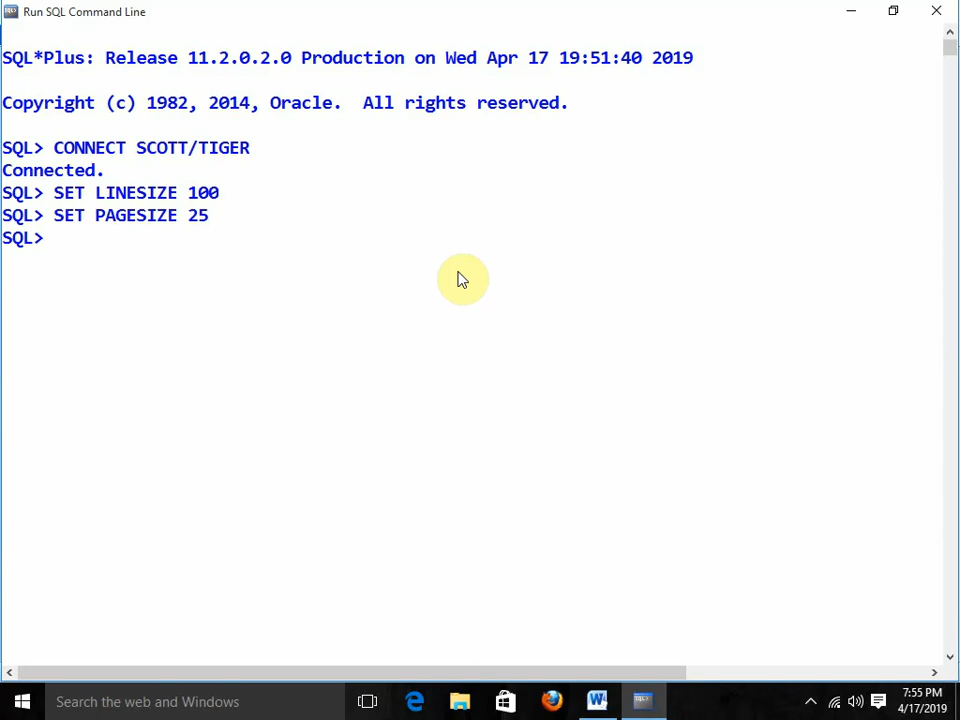 Run SQL Command Line
SQL*Plus: Release 11.2.0.2.0 Production on Wed Apr 17 19:51:40 2019
Copyright (c) 1982, 2014, Oracle.  All rights reserved.
SQL> CONNECT SCOTT/TIGER
Connected.
SQL> SET LINESIZE 100
SQL> SET PAGESIZE 25
SQL>
Search the web and Windows
7:55 PM
4/17/2019